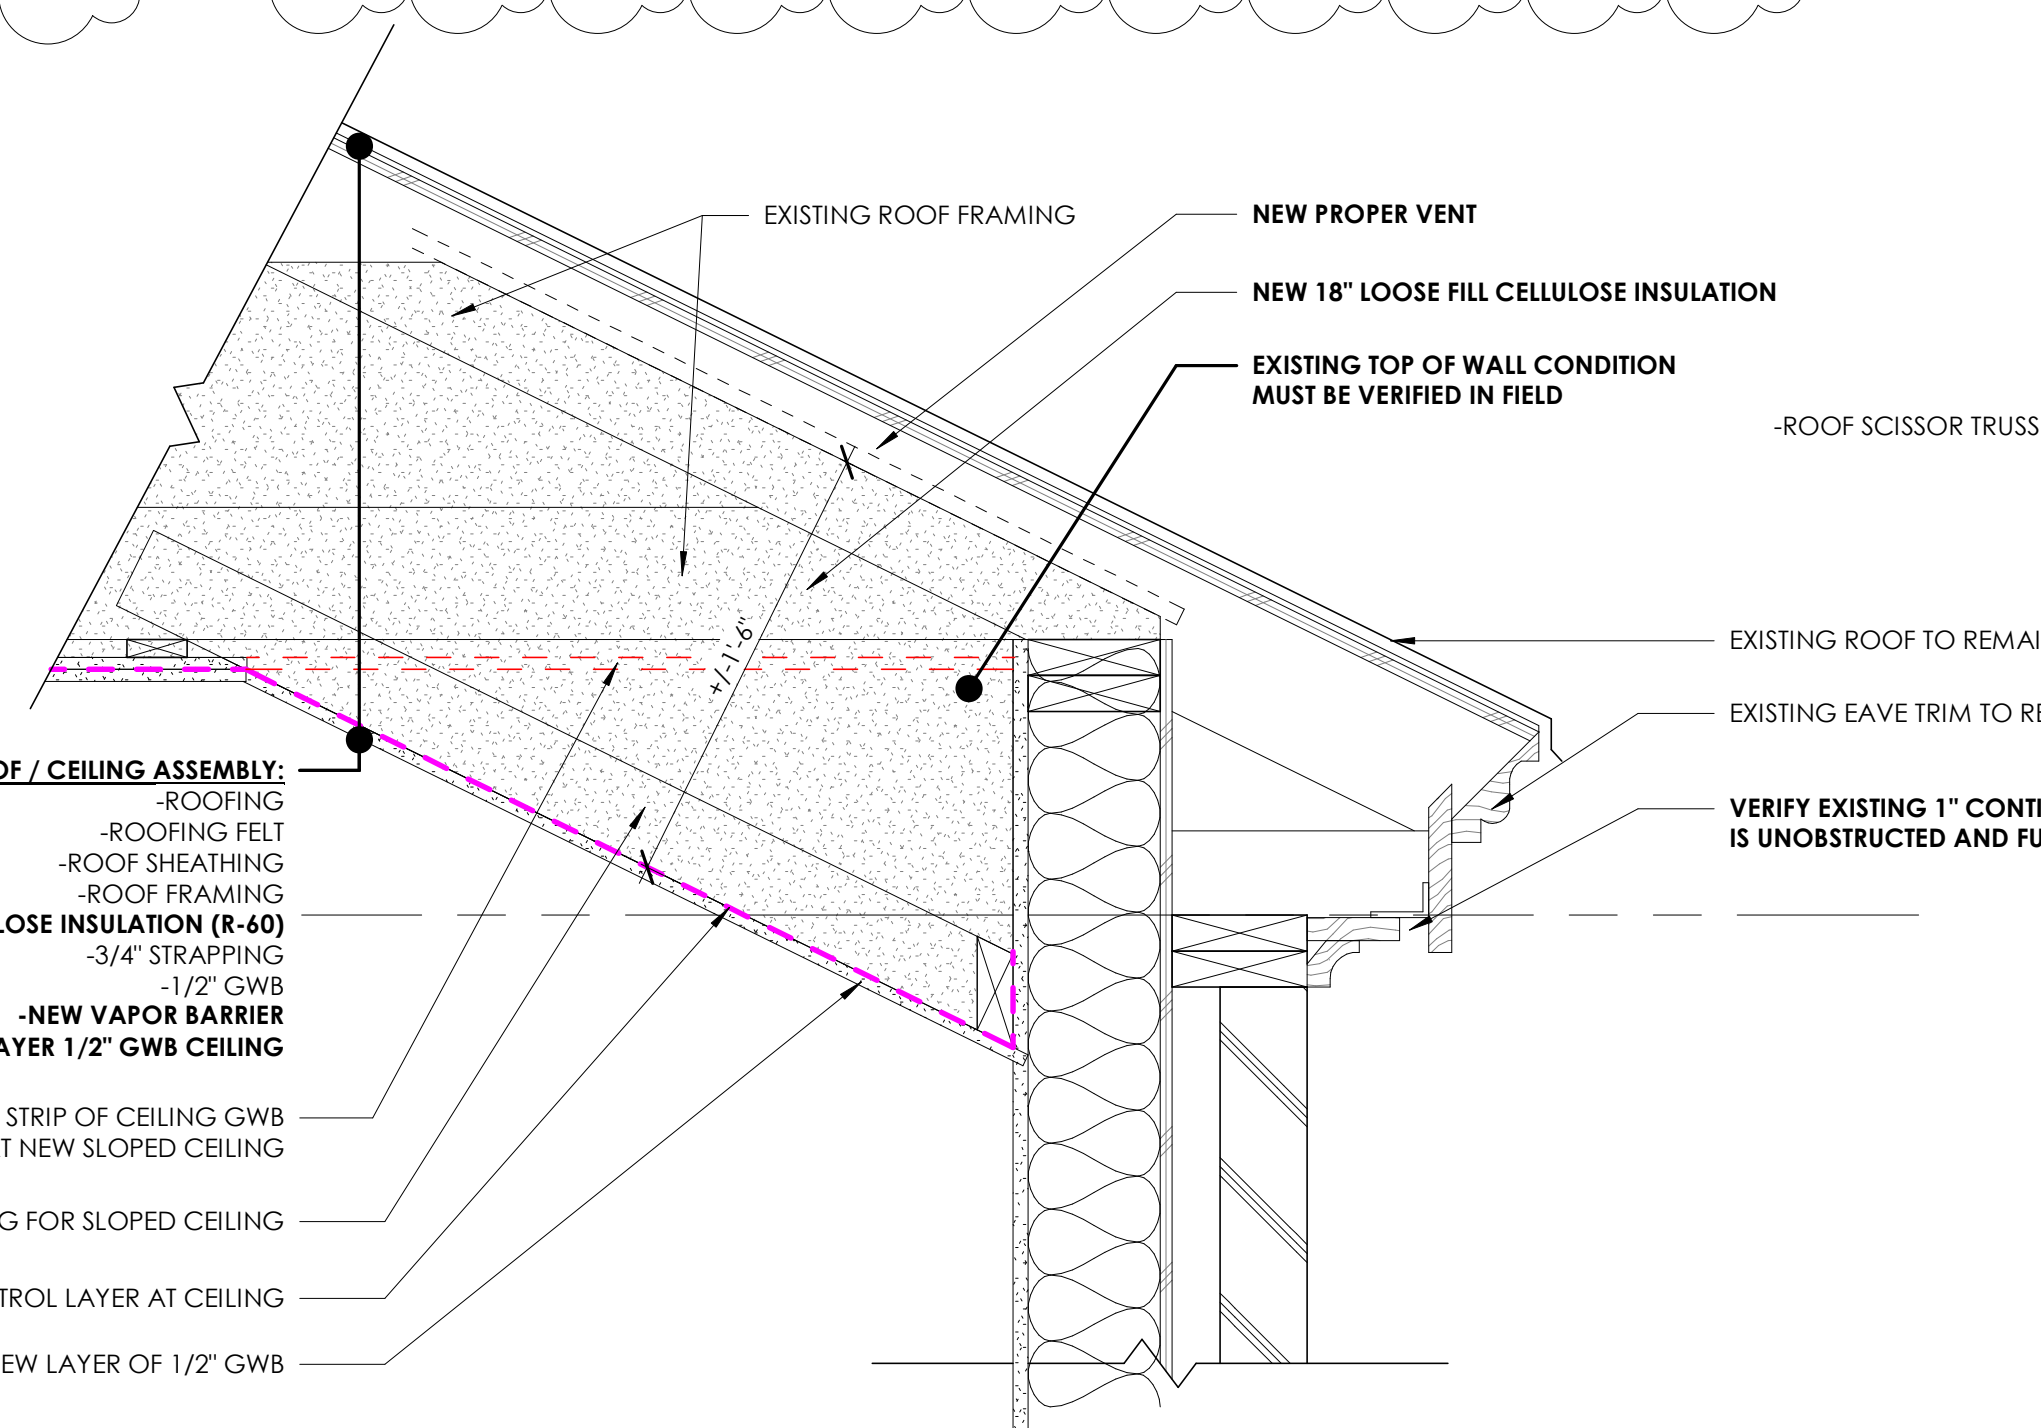 EXISTING ROOF FRAMING
NEW PROPER VENT
NEW 18" LOOSE FILL CELLULOSE INSULATION
EXISTING TOP OF WALL CONDITION
MUST BE VERIFIED IN FIELD
-ROOF SCISSOR TRUSS
+/-1'-6"
EXISTING ROOF TO REMAI
EXISTING EAVE TRIM TO RE
VERIFY EXISTING 1" CONTI
IS UNOBSTRUCTED AND FU
OF / CEILING ASSEMBLY:
-ROOFING
-ROOFING FELT
-ROOF SHEATHING
-ROOF FRAMING
LOSE INSULATION (R-60)
-3/4" STRAPPING
-1/2" GWB
-NEW VAPOR BARRIER
AYER 1/2" GWB CEILING
STRIP OF CEILING GWB
T NEW SLOPED CEILING
G FOR SLOPED CEILING
TROL LAYER AT CEILING
EW LAYER OF 1/2" GWB